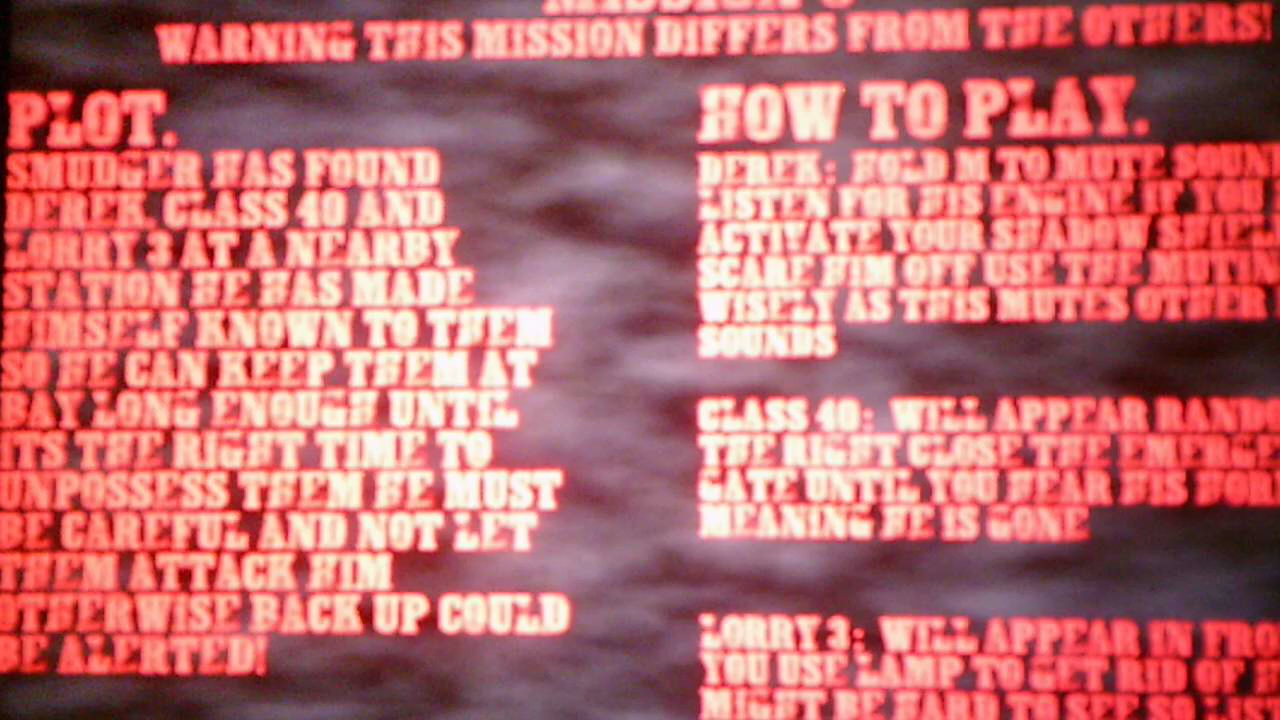 WARNING THIS MISSION DIFFERS FROM THE OTHERS!
PLOT.
SMUDGER HAS FOUND
DEREK, CLASS 40 AND
LORRY 3 AT A NEARBY
STATION HE HAS MADE
HIMSELF KNOWN TO THEM
SO HE CAN KEEP THEM AT
BAY LONG ENOUGH UNTIL
ITS THE RIGHT TIME TO
UNPOSSESS THEM HE MUST
BE CAREFUL AND NOT LET
THEM ATTACK HIM
OTHERWISE BACK UP COULD
BE ALERTED!
HOW TO PLAY.
DEREK: HOLD M TO MUTE
LISTEN FOR HIS ENGINE IF YOU
ACTIVATE YOUR SHADOW
SCARE HIM OFF USE THE
WISELY AS THIS MUTES OTHER
SOUNDS
CLASS 40: WILL APPEAR
THE RIGHT CLOSE THE
GATE UNTIL YOU HEAR HIS
MEANING HE IS GONE
LORRY 3: WILL APPEAR IN
YOU USE LAMP TO GET RID OF
MIGHT BE HARD TO SEE SO